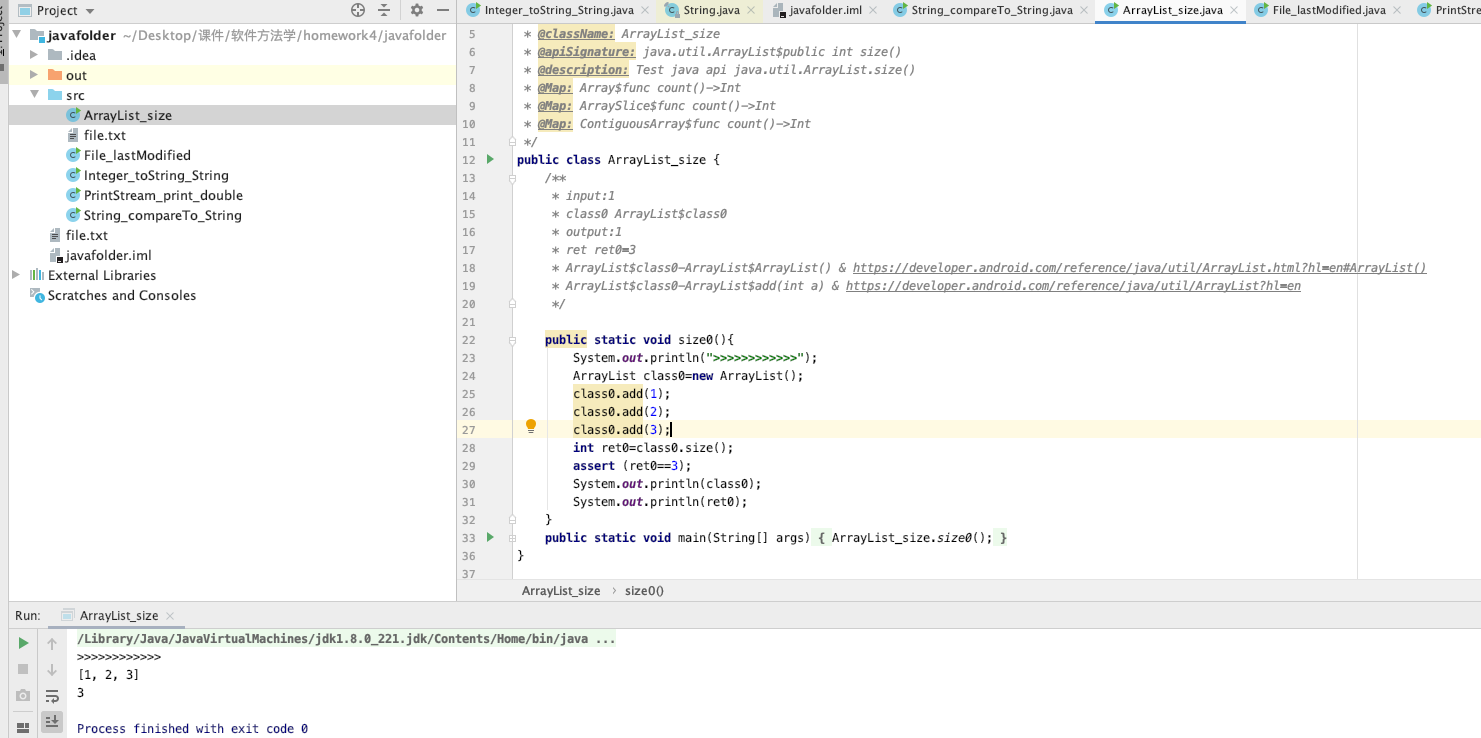 Project
Integer_toString_String.java
String.java
javafolder.iml
String_compareTo_String.java
ArrayList_size.java
File_lastModified.java
PrintStre
javafolder ~/Desktop/课件/软件方法学/homework4/javafolder
.idea
out
src
ArrayList_size
file.txt
File_lastModified
Integer_toString_String
PrintStream_print_double
String_compareTo_String
file.txt
javafolder.iml
External Libraries
Scratches and Consoles
5 * @className: ArrayList_size
6 * @apiSignature: java.util.ArrayList$public int size()
7 * @description: Test java api java.util.ArrayList.size()
8 * @Map: Array$func count()->Int
9 * @Map: ArraySlice$func count()->Int
10 * @Map: ContiguousArray$func count()->Int
11 */
12 public class ArrayList_size {
13 /**
14 * input:1
15 * class0 ArrayList$class0
16 * output:1
17 * ret ret0=3
18 * ArrayList$class0-ArrayList$ArrayList() & https://developer.android.com/reference/java/util/ArrayList.html?hl=en#ArrayList()
19 * ArrayList$class0-ArrayList$add(int a) & https://developer.android.com/reference/java/util/ArrayList?hl=en
20 */
21
22 public static void size0(){
23 System.out.println(">>>>>>>>>>>>");
24 ArrayList class0=new ArrayList();
25 class0.add(1);
26 class0.add(2);
27 class0.add(3);
28 int ret0=class0.size();
29 assert (ret0==3);
30 System.out.println(class0);
31 System.out.println(ret0);
32 }
33 public static void main(String[] args) { ArrayList_size.size0(); }
36 }
37
ArrayList_size › size0()
Run: ArrayList_size
/Library/Java/JavaVirtualMachines/jdk1.8.0_221.jdk/Contents/Home/bin/java ...
>>>>>>>>>>>>
[1, 2, 3]
3
Process finished with exit code 0